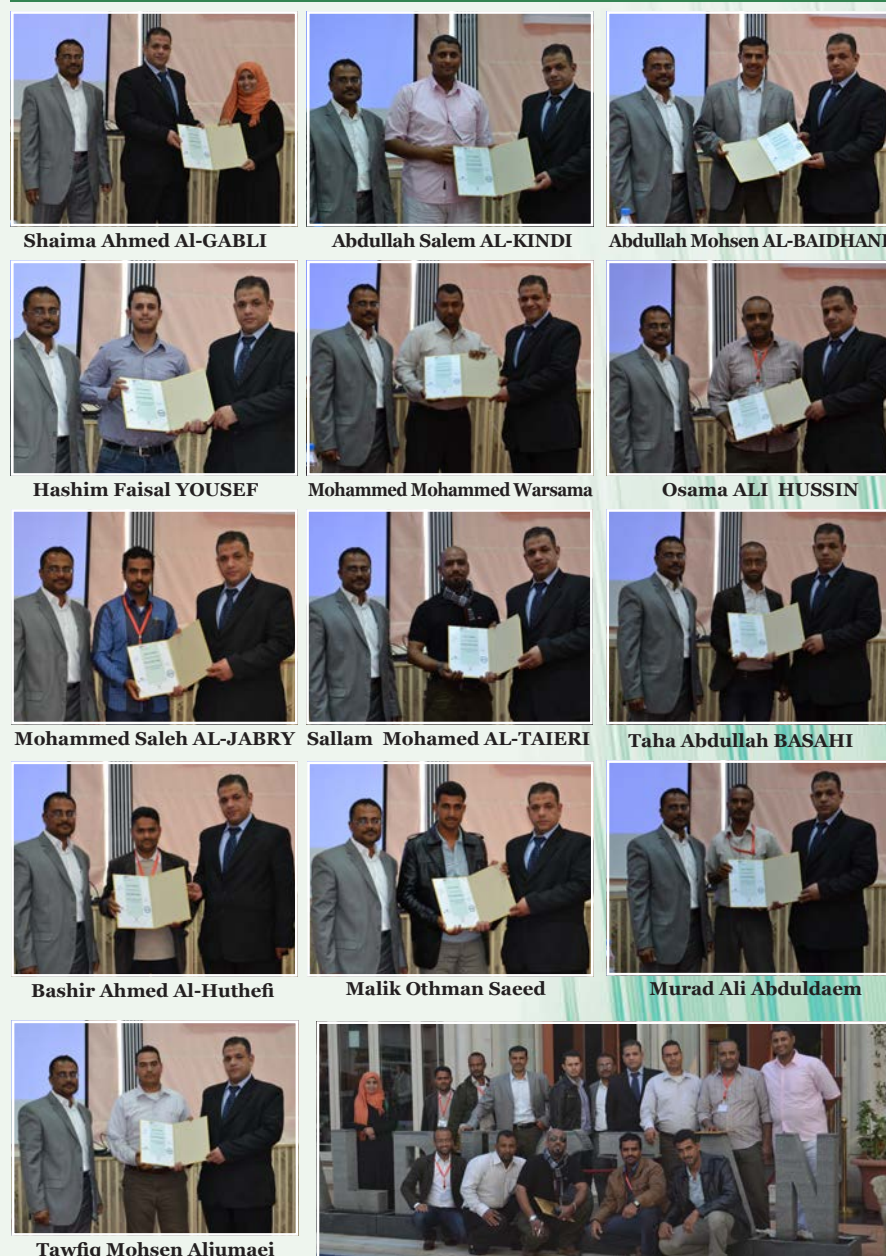 Shaima Ahmed Al-GABLI
Abdullah Salem AL-KINDI
Abdullah Mohsen AL-BAIDHANI
Hashim Faisal YOUSEF
Mohammed Mohammed Warsama
Osama ALI HUSSIN
Mohammed Saleh AL-JABRY
Sallam Mohamed AL-TAIERI
Taha Abdullah BASAHI
Bashir Ahmed Al-Huthefi
Malik Othman Saeed
Murad Ali Abduldaem
Tawfiq Mohsen Aljumaei